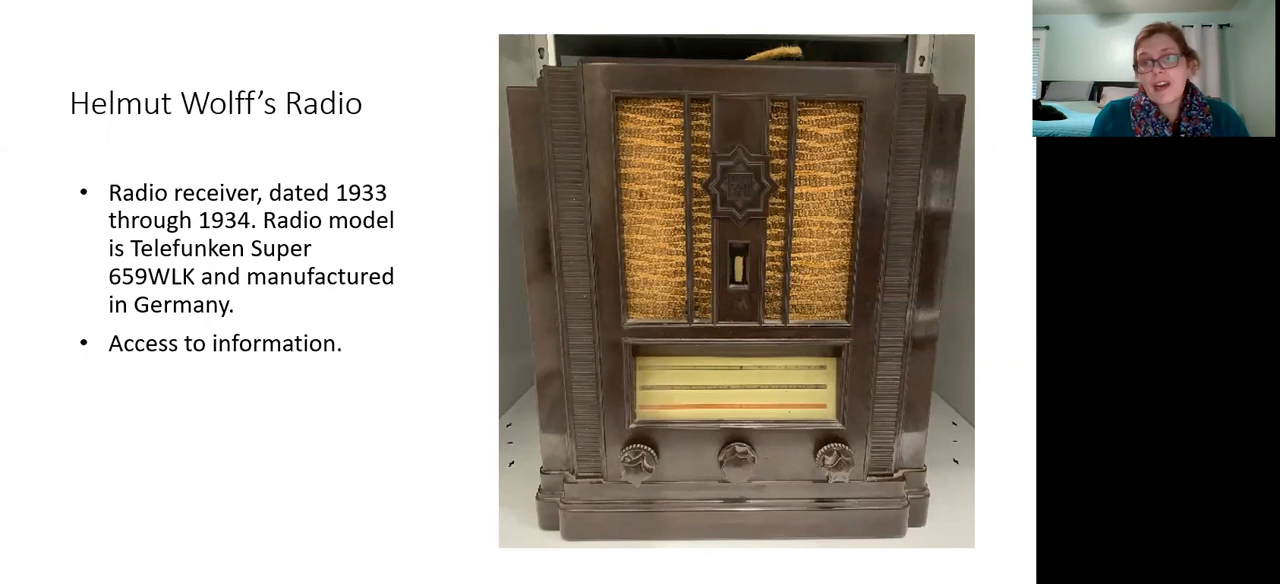 Helmut Wolff's Radio
• Radio receiver, dated 1933
through 1934. Radio model
is Telefunken Super
659WLK and manufactured
in Germany.
• Access to information.